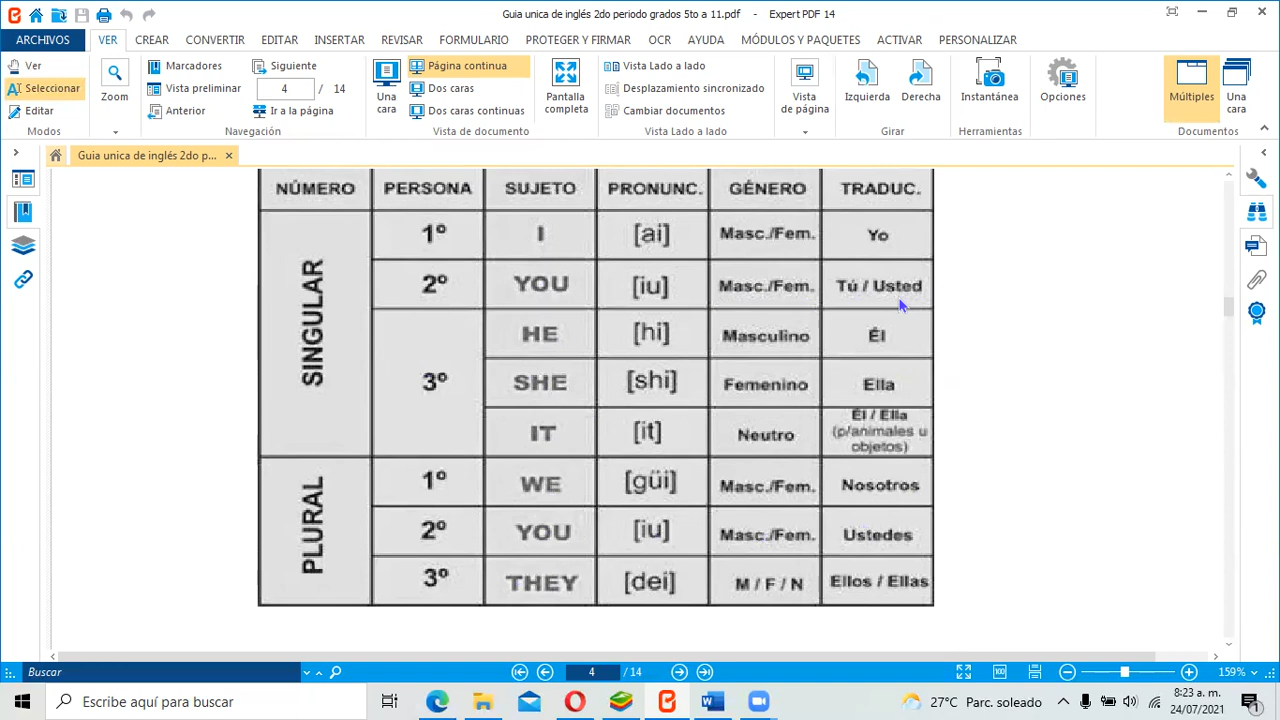 Guia unica de inglés 2do periodo grados 5to a 11.pdf - Expert PDF 14
ARCHIVOS VER CREAR CONVERTIR EDITAR INSERTAR REVISAR FORMULARIO PROTEGER Y FIRMAR OCR AYUDA MÓDULOS Y PAQUETES ACTIVAR PERSONALIZAR
Ver
Seleccionar
Editar
Modos
Zoom
Marcadores
Vista preliminar
Anterior
Siguiente
4 / 14
Ir a la página
Navegación
Una cara
Página continua
Dos caras
Dos caras continuas
Vista de documento
Pantalla completa
Vista Lado a lado
Desplazamiento sincronizado
Cambiar documentos
Vista Lado a lado
Vista de página
Izquierda
Derecha
Girar
Instantánea
Herramientas
Opciones
Múltiples
Una cara
Documentos
Guia unica de inglés 2do p...
NÚMERO PERSONA SUJETO PRONUNC. GÉNERO TRADUC.
SINGULAR
1º I [ai] Masc./Fem. Yo
2º YOU [iu] Masc./Fem. Tú / Usted
3º
HE [hi] Masculino Él
SHE [shi] Femenino Ella
IT [it] Neutro Él / Ella
(p/animales u
objetos)
PLURAL
1º WE [güi] Masc./Fem. Nosotros
2º YOU [iu] Masc./Fem. Ustedes
3º THEY [dei] M / F / N Ellos / Ellas
Buscar
4 / 14
159%
Escribe aquí para buscar
27°C Parc. soleado
8:23 a. m.
24/07/2021